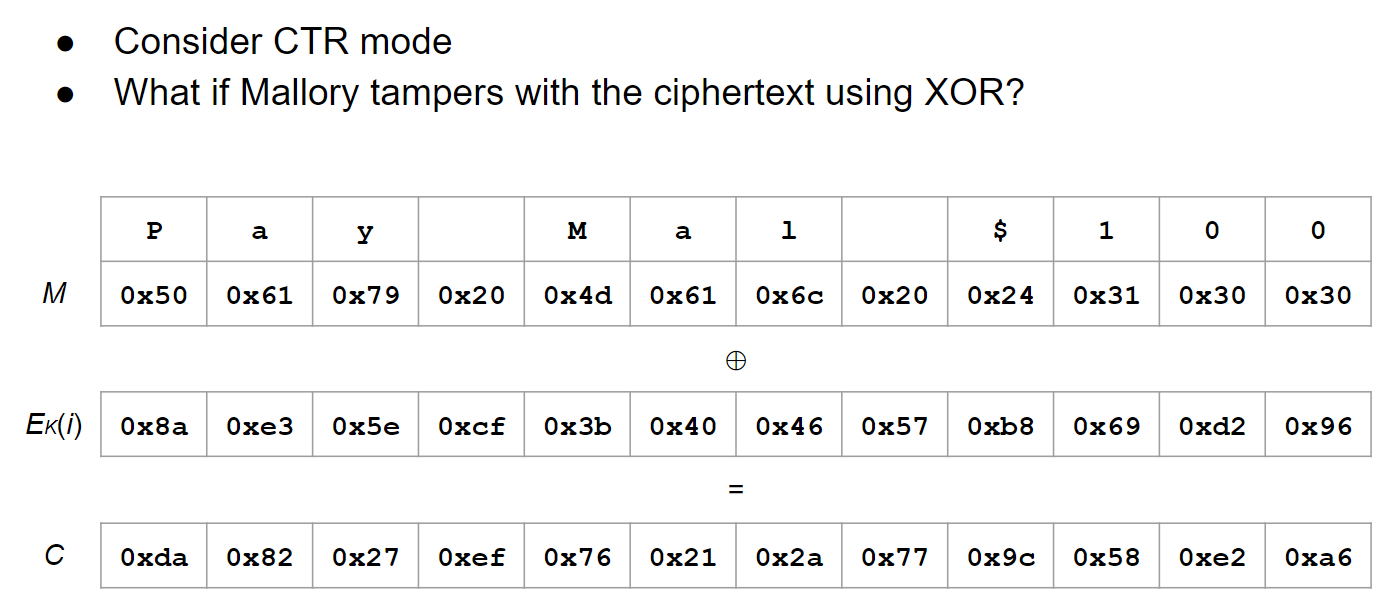 ● Consider CTR mode
● What if Mallory tampers with the ciphertext using XOR?
P a y M a l $ 1 0 0
M 0x50 0x61 0x79 0x20 0x4d 0x61 0x6c 0x20 0x24 0x31 0x30 0x30
⊕
EK(i) 0x8a 0xe3 0x5e 0xcf 0x3b 0x40 0x46 0x57 0xb8 0x69 0xd2 0x96
=
C 0xda 0x82 0x27 0xef 0x76 0x21 0x2a 0x77 0x9c 0x58 0xe2 0xa6